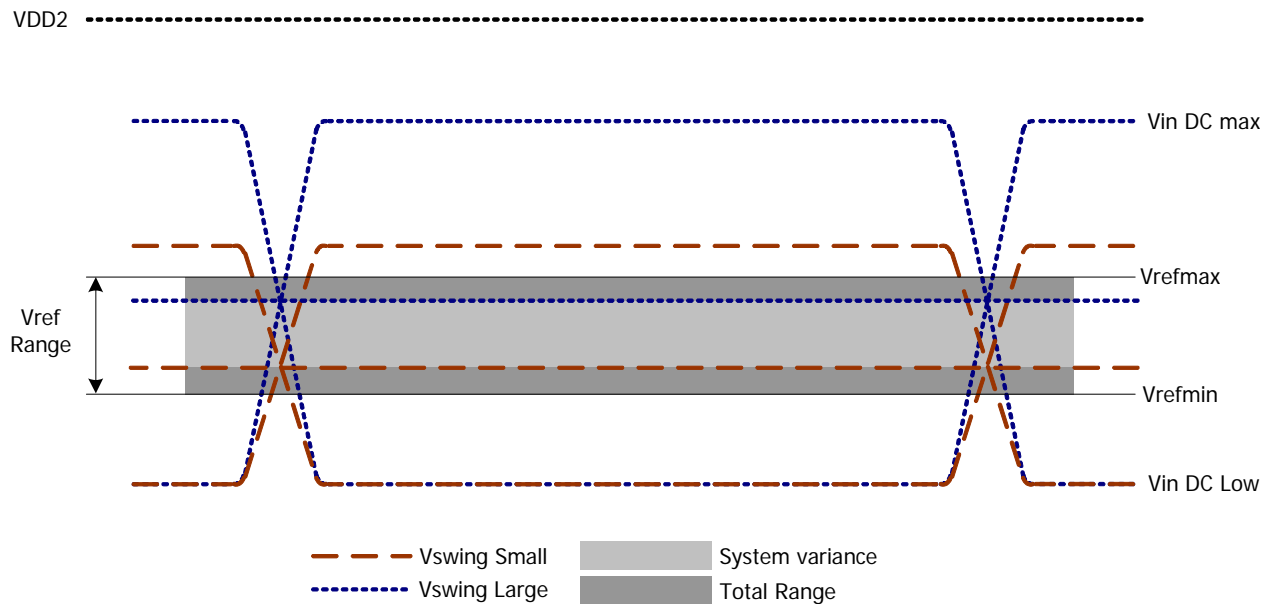 VDD2
Vin DC max
Vrefmax
Vref
Range
Vrefmin
Vin DC Low
Vswing Small
System variance
Vswing Large
Total Range